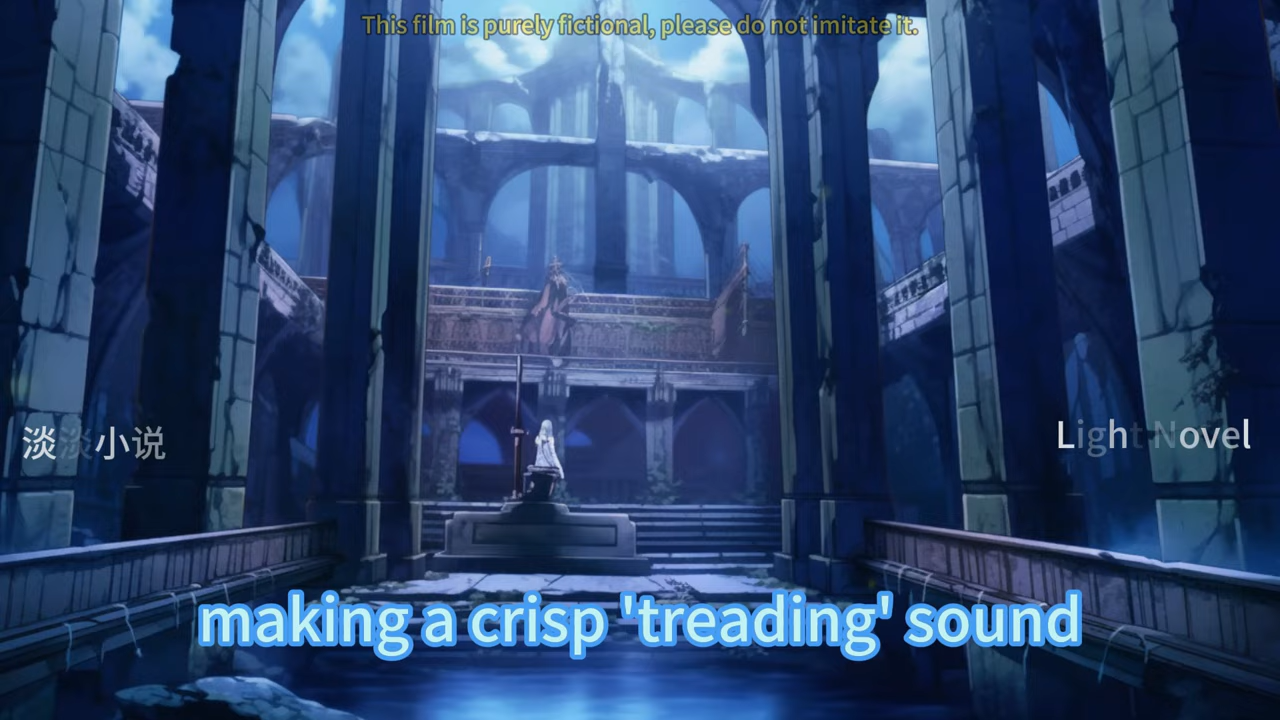 This film is purely fictional, please do not imitate it.
淡淡小说
Light Novel
making a crisp 'treading' sound